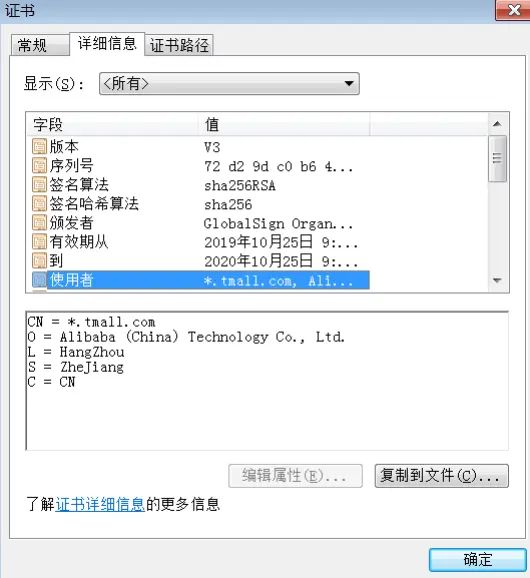 证书
常规 详细信息 证书路径
显示(S): <所有>
字段 值
版本 V3
序列号 72 d2 9d c0 b6 4...
签名算法 sha256RSA
签名哈希算法 sha256
颁发者 GlobalSign Organ...
有效期从 2019年10月25日 9:...
到 2020年10月25日 9:...
使用者 *.tmall.com, Ali...
CN = *.tmall.com
O = Alibaba (China) Technology Co., Ltd.
L = HangZhou
S = ZheJiang
C = CN
编辑属性(E)... 复制到文件(C)...
了解证书详细信息的更多信息
确定